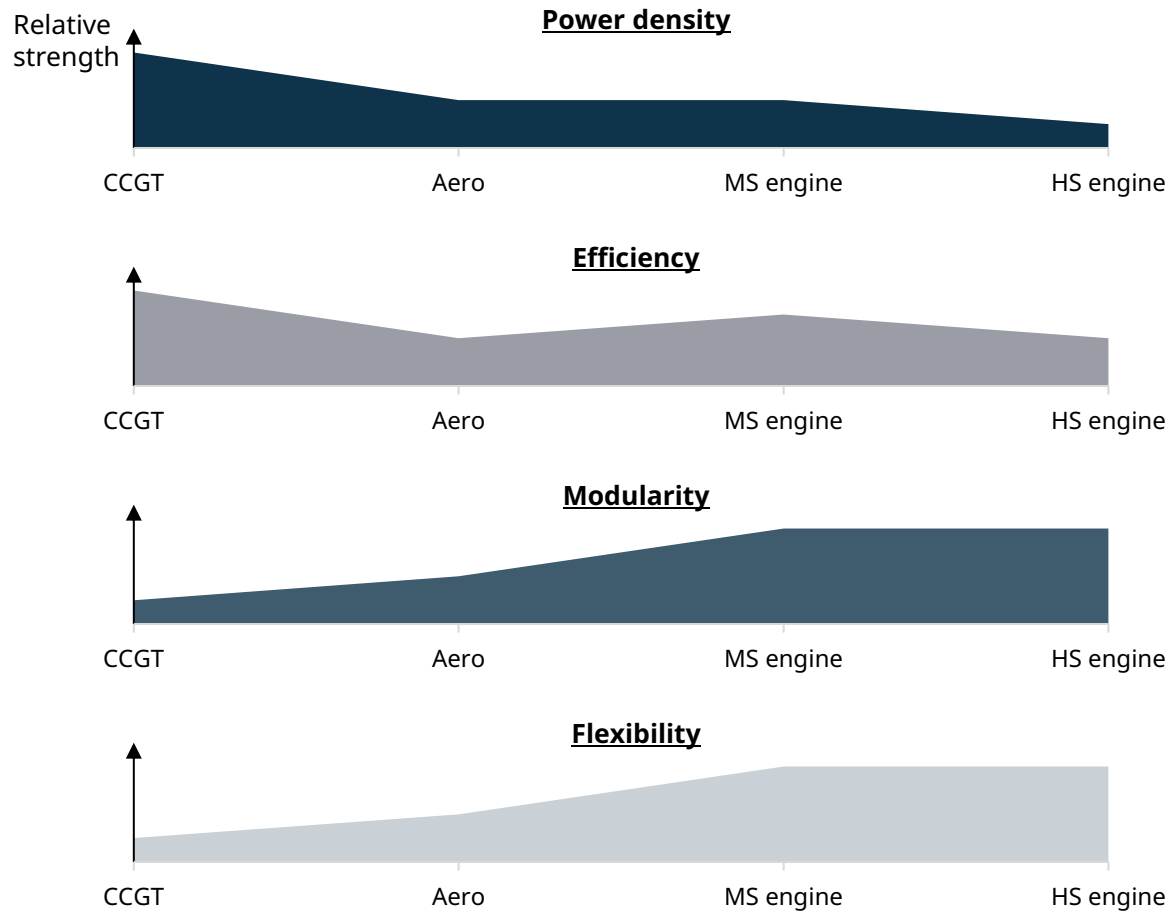 Power density
Relative
strength
CCGT
Aero
MS engine
HS engine
Efficiency
CCGT
Aero
MS engine
HS engine
Modularity
CCGT
Aero
MS engine
HS engine
Flexibility
CCGT
Aero
MS engine
HS engine